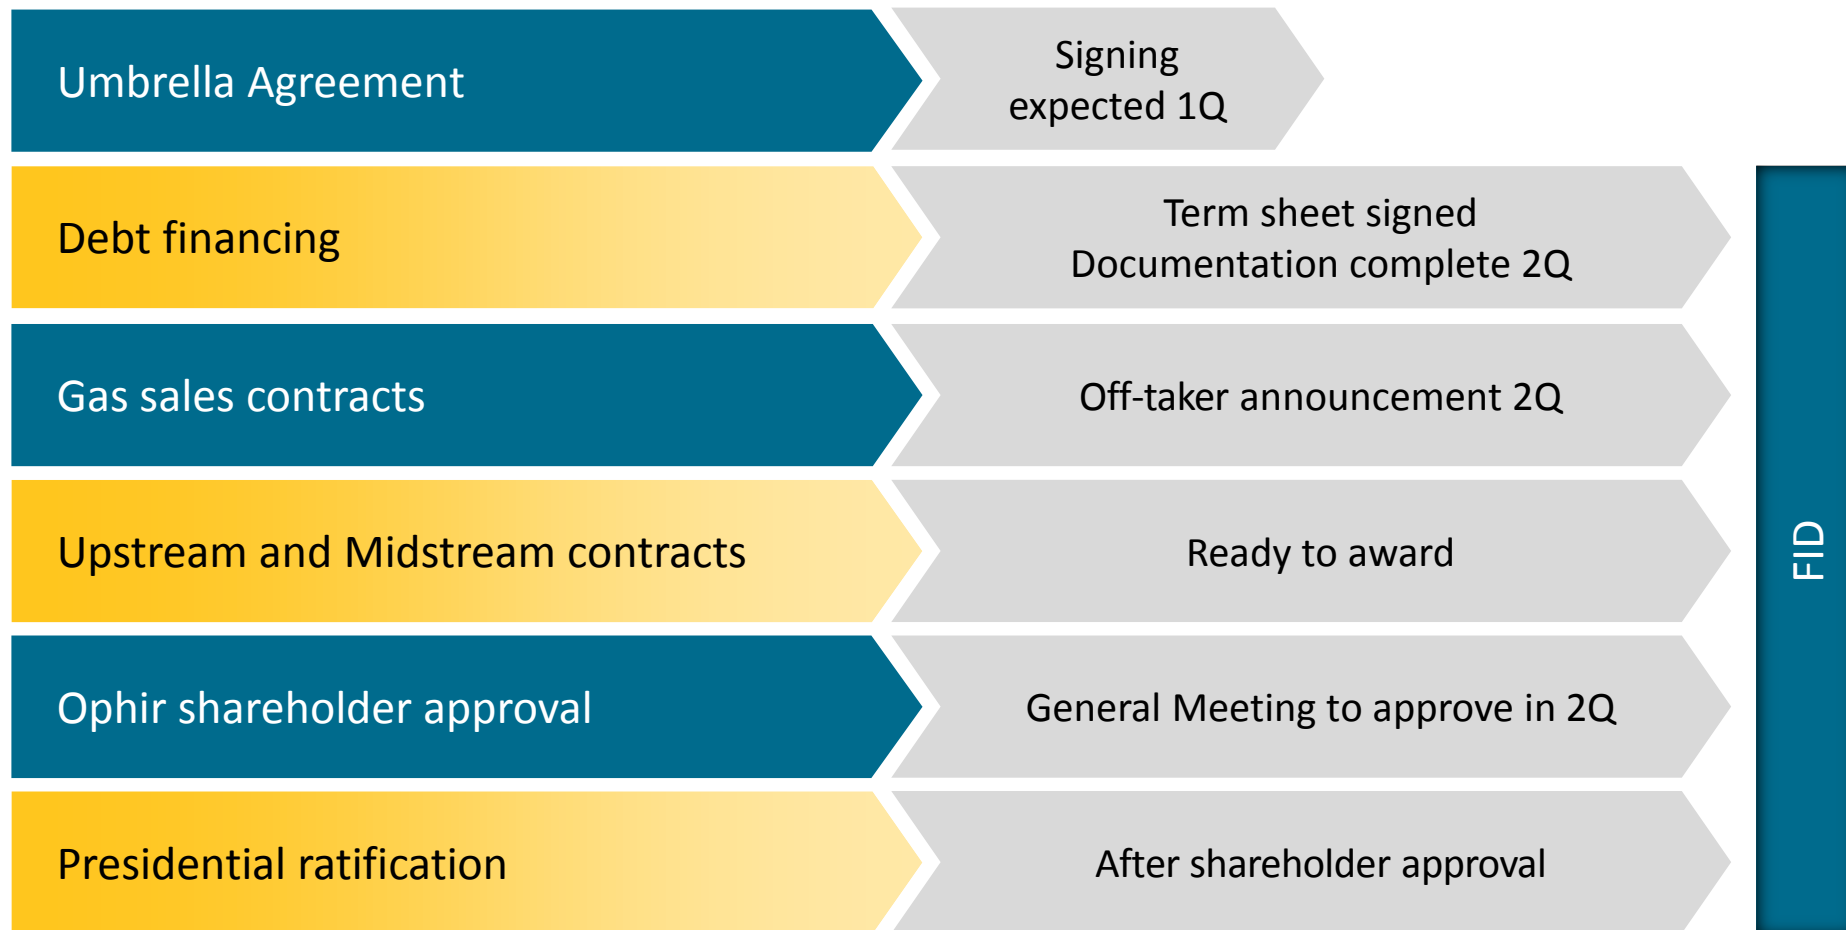 Umbrella Agreement
Signing
expected 1Q
Debt financing
Term sheet signed
Documentation complete 2Q
Gas sales contracts
Off-taker announcement 2Q
Upstream and Midstream contracts
Ready to award
Ophir shareholder approval
General Meeting to approve in 2Q
Presidential ratification
After shareholder approval
FID